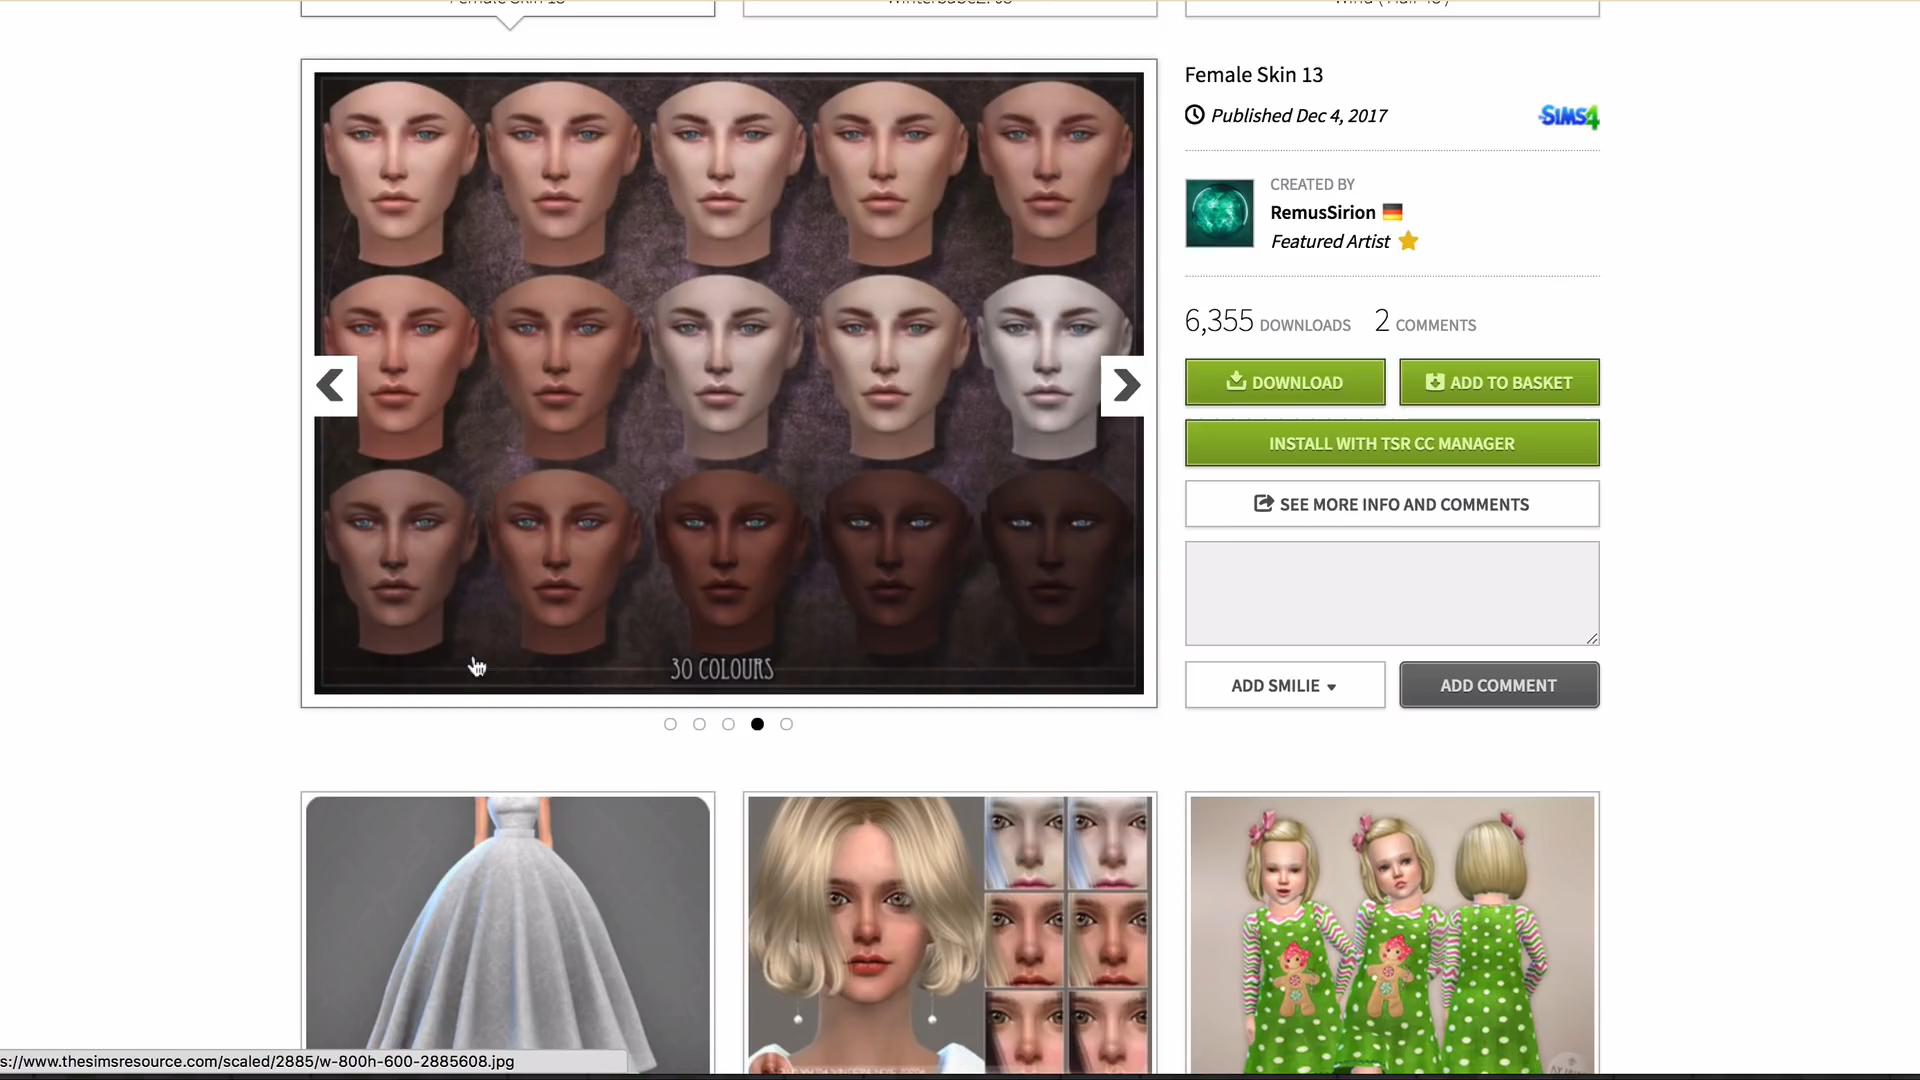 Female Skin 13
Published Dec 4, 2017
SIMS4
CREATED BY
RemusSirion
Featured Artist
6,355 DOWNLOADS 2 COMMENTS
DOWNLOAD
ADD TO BASKET
INSTALL WITH TSR CC MANAGER
SEE MORE INFO AND COMMENTS
30 COLOURS
ADD SMILIE
ADD COMMENT
s://www.thesimsresource.com/scaled/2885/w-800h-600-2885608.jpg